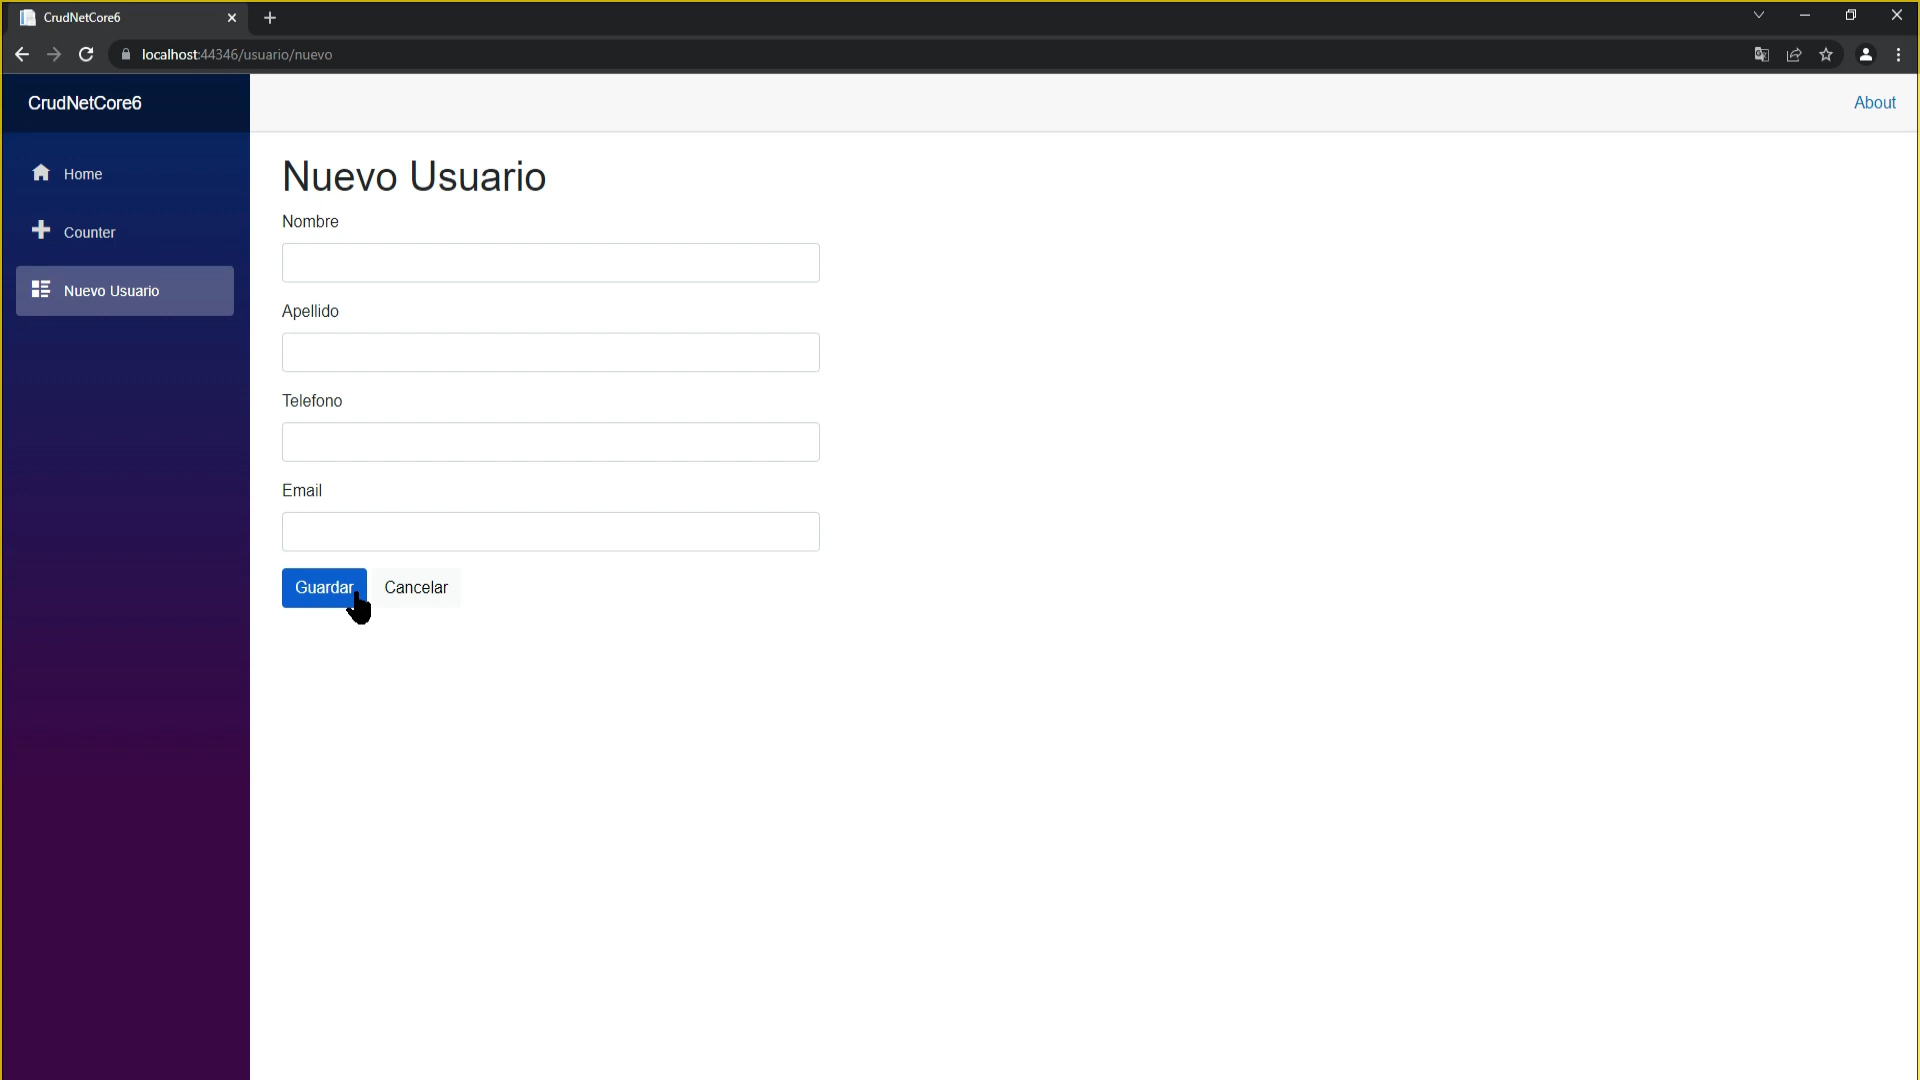 CrudNetCore6
localhost:44346/usuario/nuevo
CrudNetCore6
About
Home
Counter
Nuevo Usuario
Nuevo Usuario
Nombre
Apellido
Telefono
Email
Guardar Cancelar